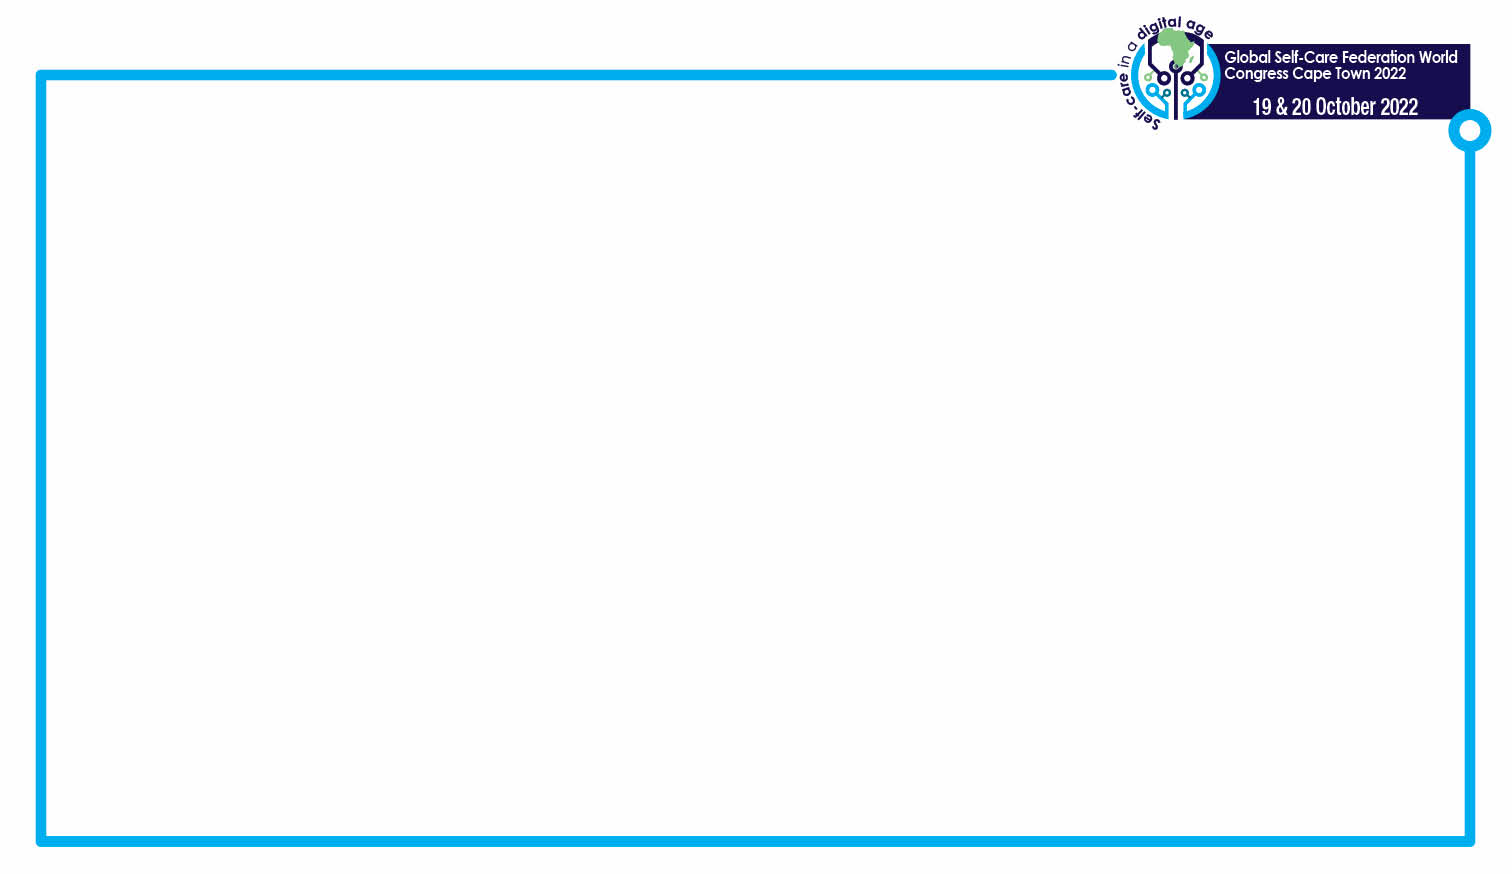 Self-care in a digital age
Global Self-Care Federation World
Congress Cape Town 2022
19 & 20 October 2022